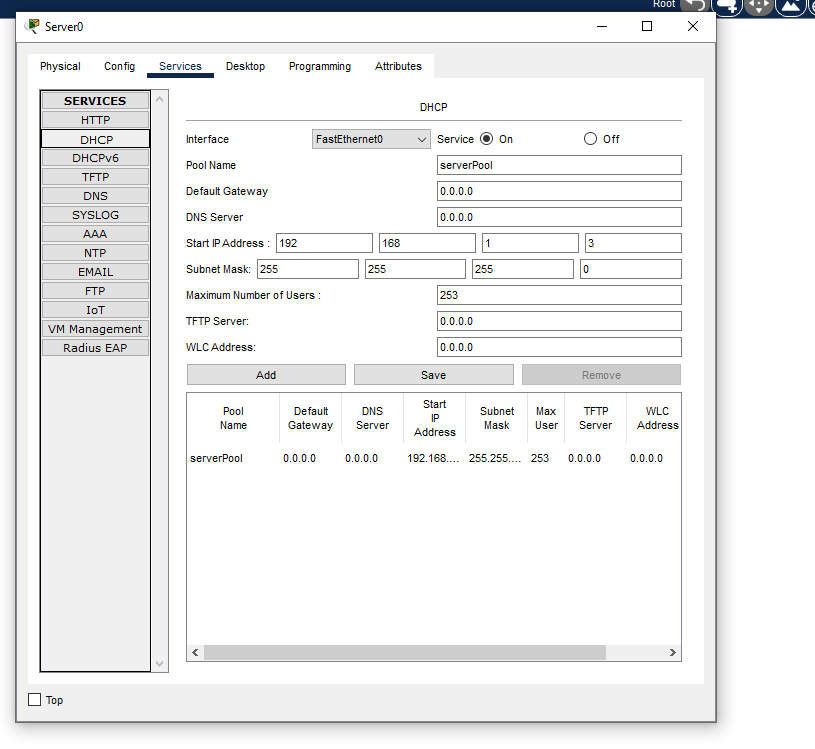 Root
Server0
Physical Config Services Desktop Programming Attributes
SERVICES
HTTP
DHCP
DHCPv6
TFTP
DNS
SYSLOG
AAA
NTP
EMAIL
FTP
IoT
VM Management
Radius EAP
DHCP
Interface FastEthernet0 Service On Off
Pool Name serverPool
Default Gateway 0.0.0.0
DNS Server 0.0.0.0
Start IP Address : 192 168 1 3
Subnet Mask: 255 255 255 0
Maximum Number of Users : 253
TFTP Server: 0.0.0.0
WLC Address: 0.0.0.0
Add Save Remove
Pool Name Default Gateway DNS Server Start IP Address Subnet Mask Max User TFTP Server WLC Address
serverPool 0.0.0.0 0.0.0.0 192.168.... 255.255.... 253 0.0.0.0 0.0.0.0
Top